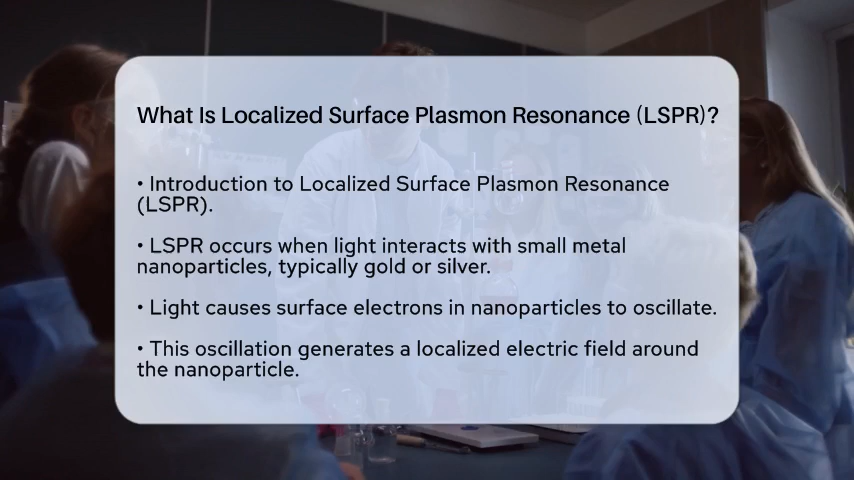 What Is Localized Surface Plasmon Resonance (LSPR)?
• Introduction to Localized Surface Plasmon Resonance
(LSPR).
• LSPR occurs when light interacts with small metal
nanoparticles, typically gold or silver.
• Light causes surface electrons in nanoparticles to oscillate.
• This oscillation generates a localized electric field around
the nanoparticle.